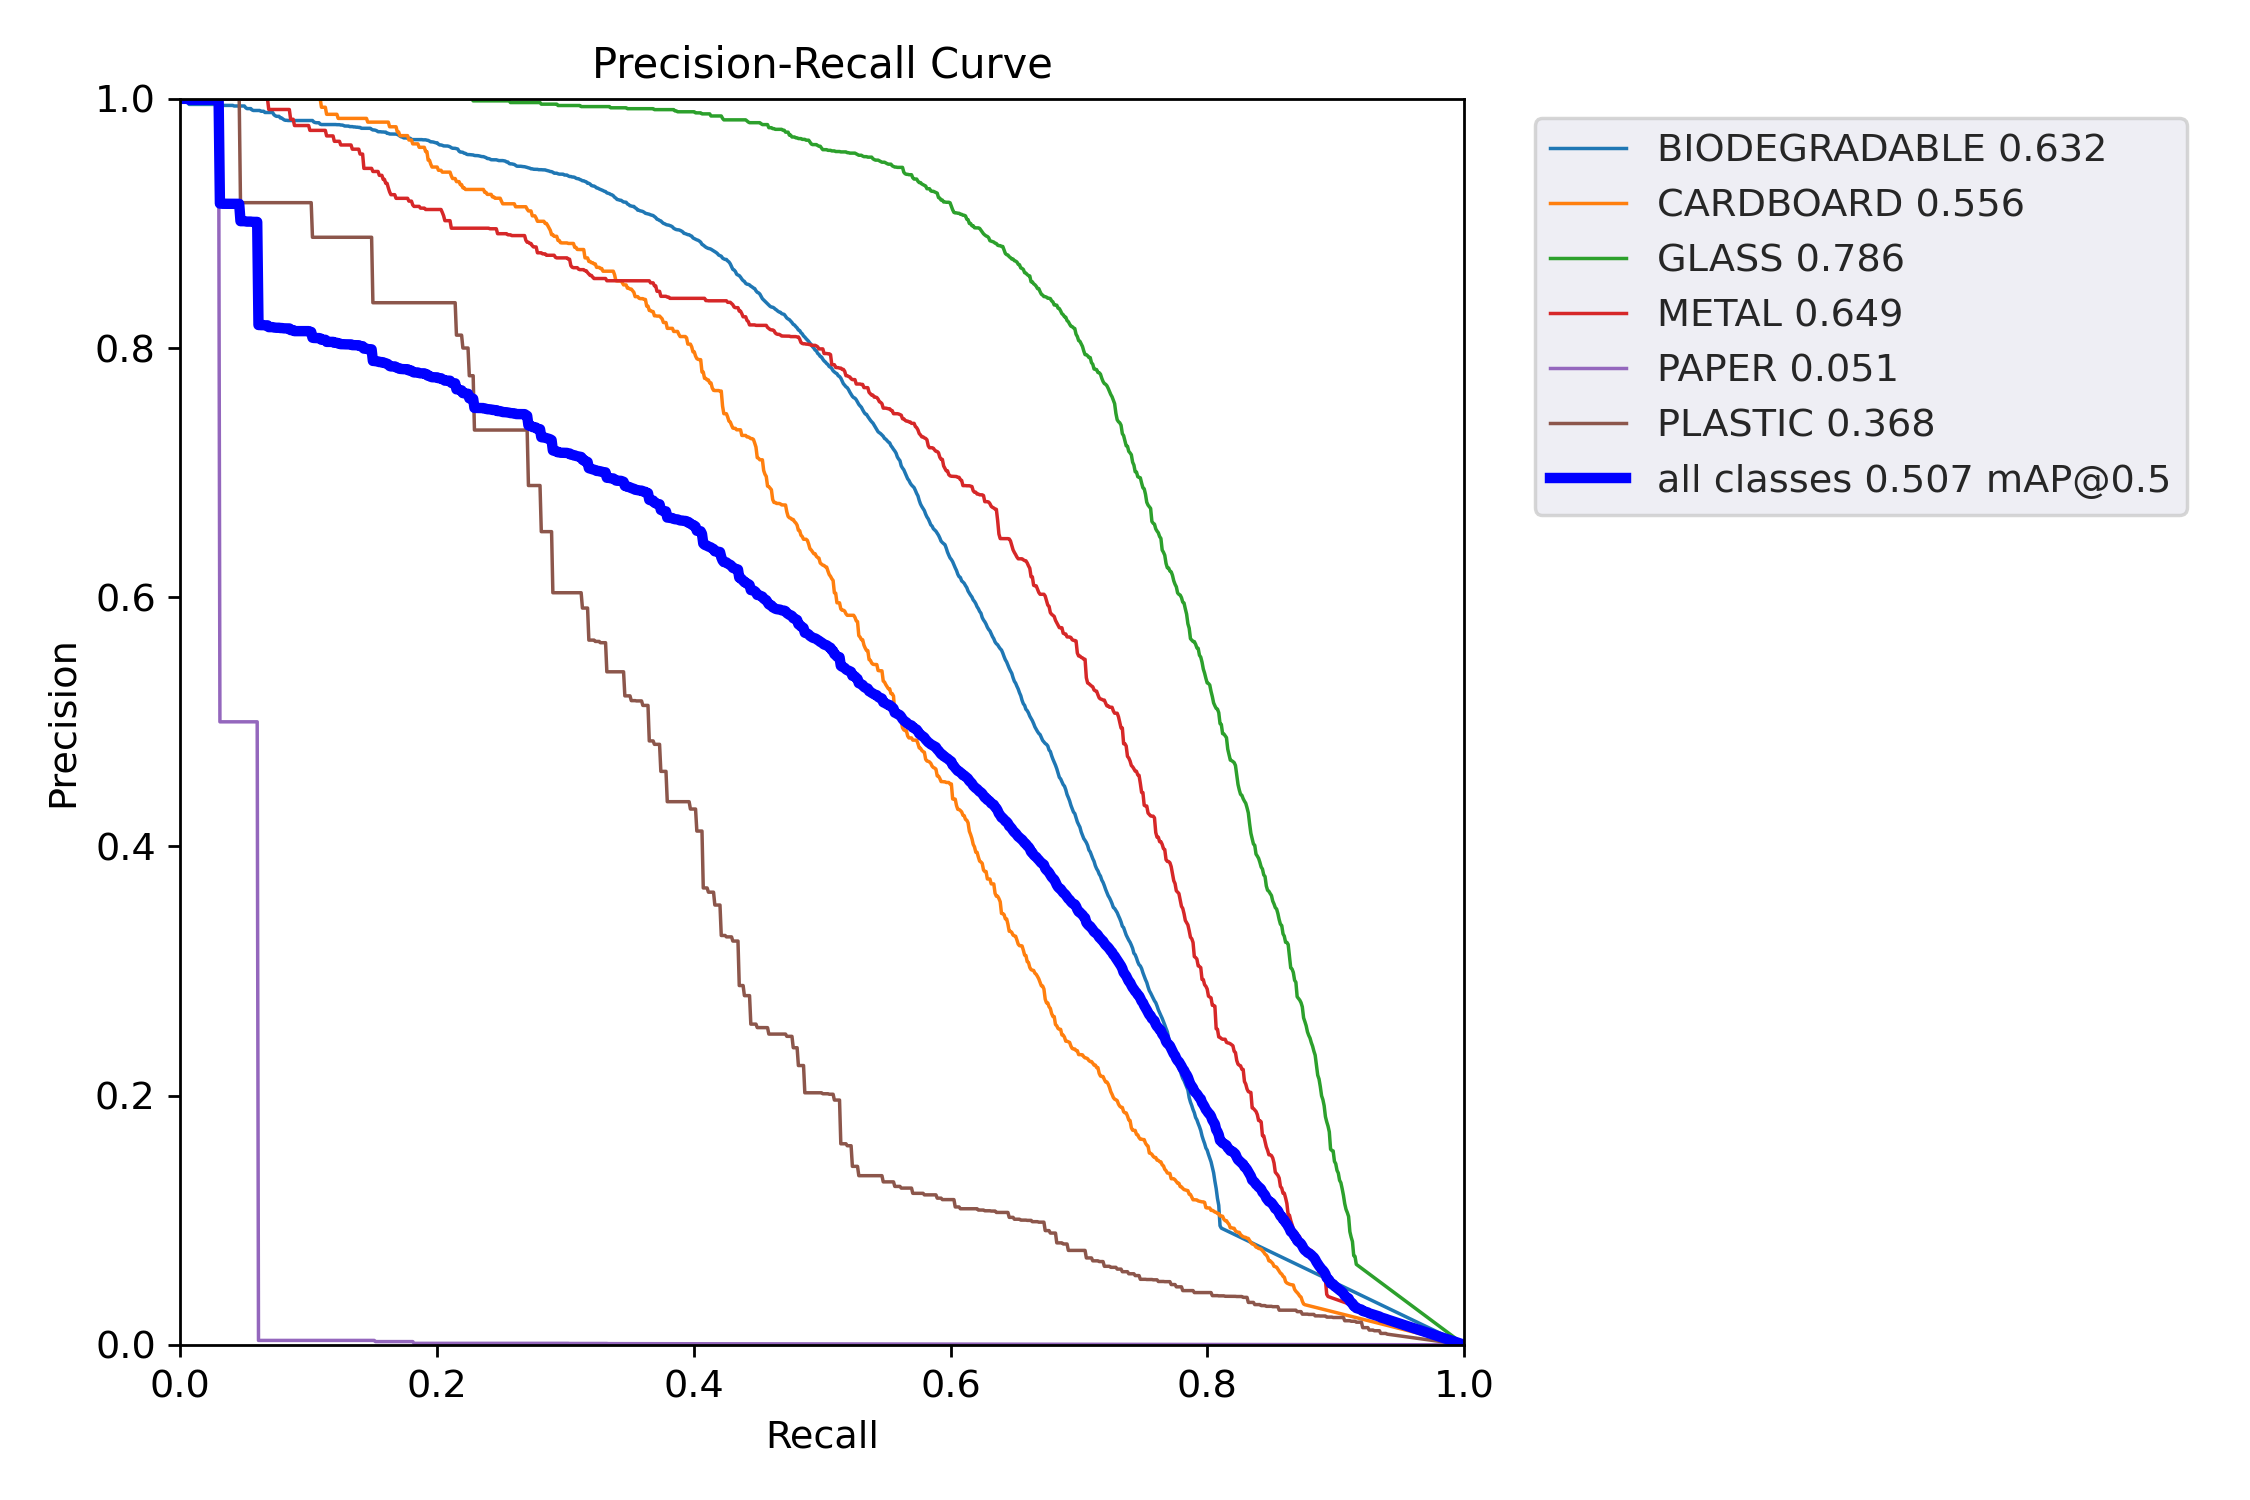 Precision-Recall Curve
1.0
0.8
0.6
0.4
0.2
0.0
Precision
0.0 0.2 0.4 0.6 0.8 1.0
Recall
BIODEGRADABLE 0.632
CARDBOARD 0.556
GLASS 0.786
METAL 0.649
PAPER 0.051
PLASTIC 0.368
all classes 0.507 mAP@0.5